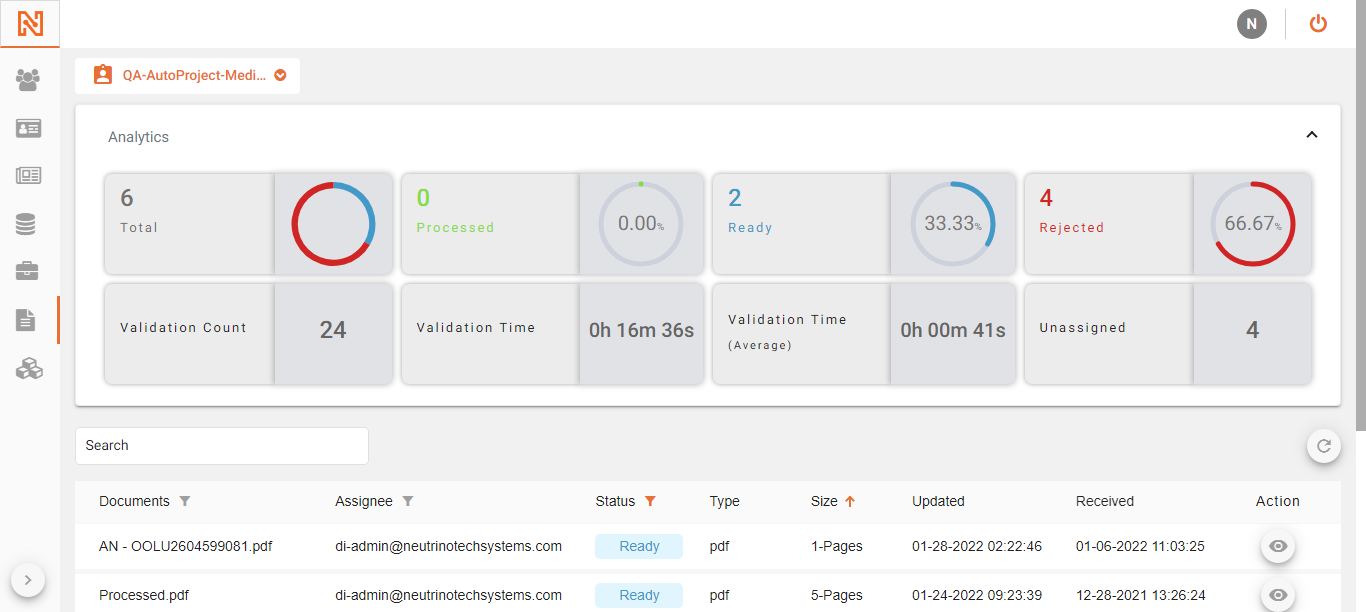 N
QA-AutoProject-Medi...
Analytics
6
Total
0
Processed
0.00%
2
Ready
33.33%
4
Rejected
66.67%
Validation Count
24
Validation Time
0h 16m 36s
Validation Time
(Average)
0h 00m 41s
Unassigned
4
Search
Documents Assignee Status Type Size Updated Received Action
AN - OOLU2604599081.pdf di-admin@neutrinotechsystems.com Ready pdf 1-Pages 01-28-2022 02:22:46 01-06-2022 11:03:25
Processed.pdf di-admin@neutrinotechsystems.com Ready pdf 5-Pages 01-24-2022 09:23:39 12-28-2021 13:26:24